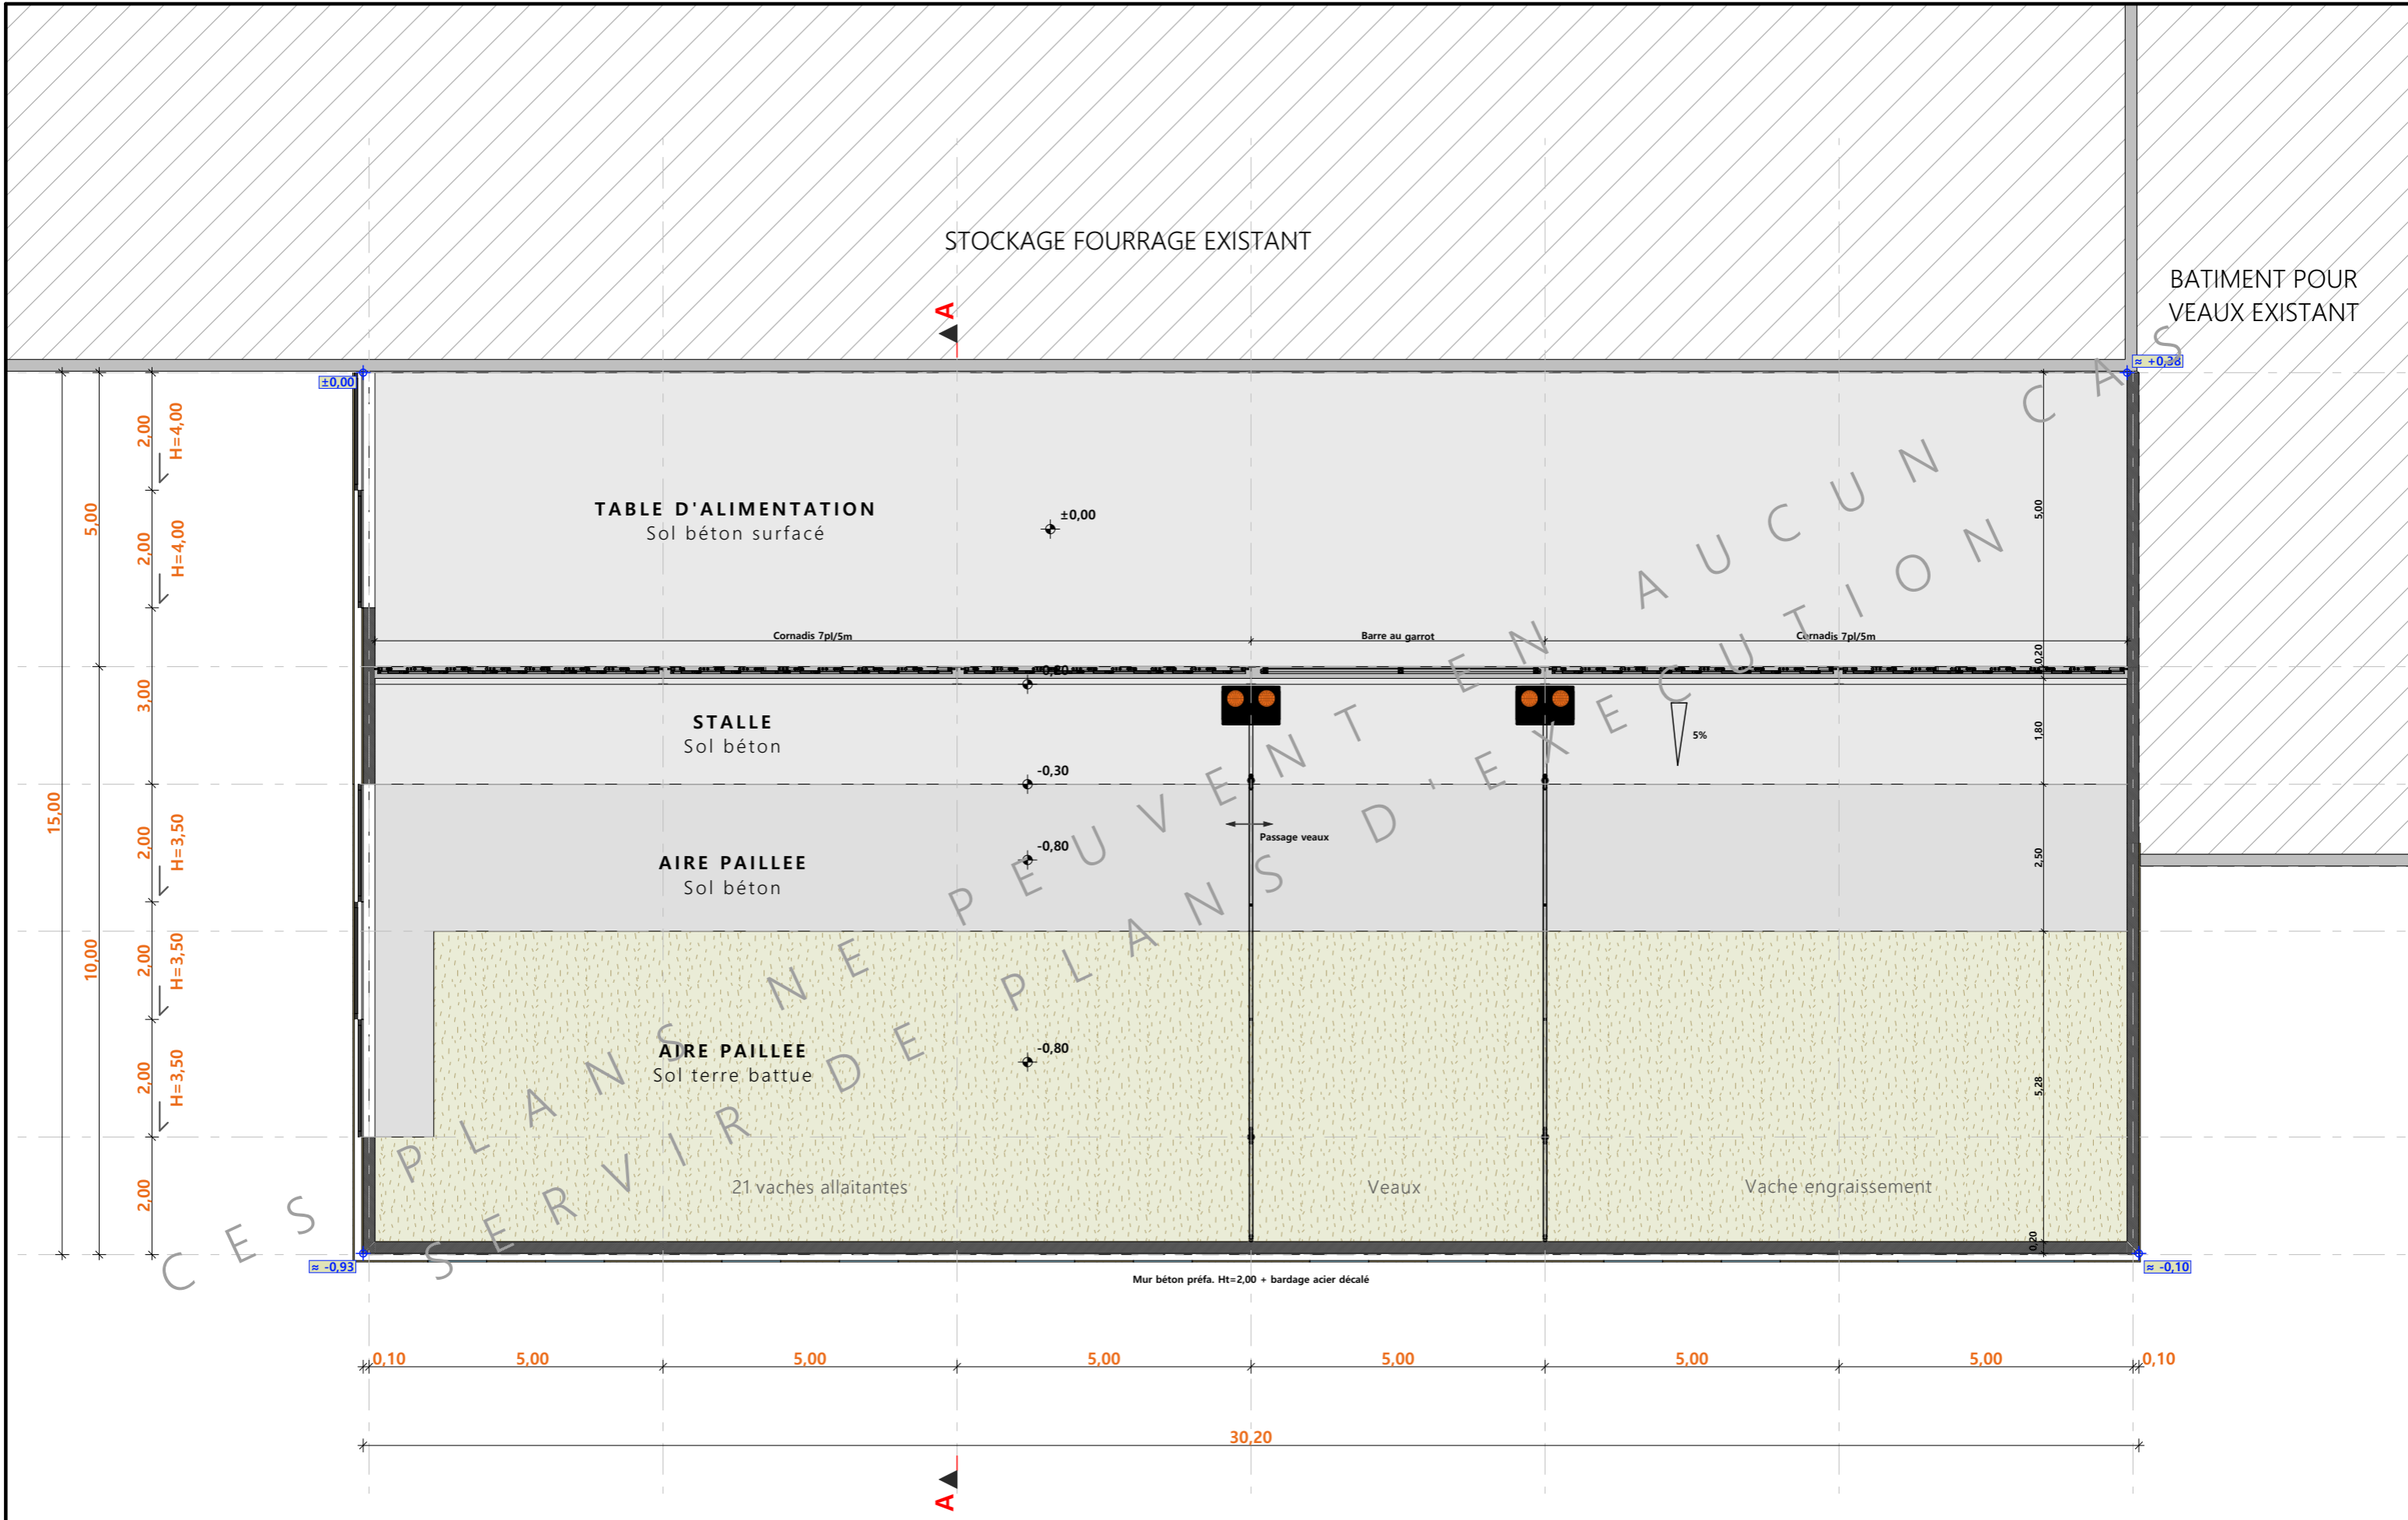 STOCKAGE FOURRAGE EXISTANT
BATIMENT POUR
VEAUX EXISTANT
A
±0,00
≈ +0,38
2,00
H=4,00
2,00
H=4,00
5,00
3,00
15,00
10,00
2,00
H=3,50
2,00
H=3,50
2,00
H=3,50
2,00
TABLE D'ALIMENTATION
Sol béton surfacé
±0,00
5,00
Cornadis 7pl/5m
Barre au garrot
Cornadis 7pl/5m
0,20
-0,20
STALLE
Sol béton
5%
1,80
-0,30
Passage veaux
AIRE PAILLEE
Sol béton
-0,80
2,50
AIRE PAILLEE
Sol terre battue
-0,80
5,28
21 vaches allaitantes
Veaux
Vache engraissement
0,20
≈ -0,93
≈ -0,10
Mur béton préfa. Ht=2,00 + bardage acier décalé
0,10
5,00
5,00
5,00
5,00
5,00
5,00
0,10
30,20
A
CES PLANS NE PEUVENT EN AUCUN CAS
SERVIR DE PLANS D'EXECUTION